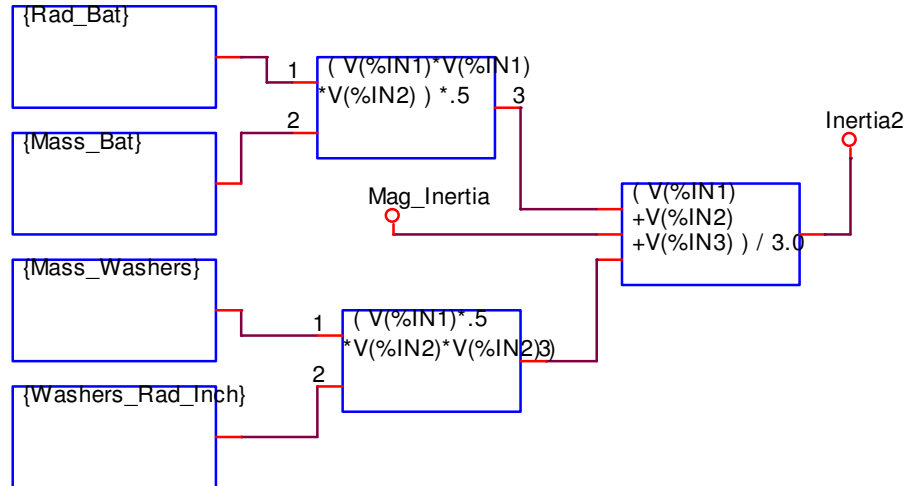 {Rad_Bat}
1
( V(%IN1)*V(%IN1)
*V(%IN2) ) *.5
3
2
{Mass_Bat}
Inertia2
Mag_Inertia
( V(%IN1)
+V(%IN2)
+V(%IN3) ) / 3.0
{Mass_Washers}
1
( V(%IN1)*.5
*V(%IN2)*V(%IN2) )
3
2
{Washers_Rad_Inch}